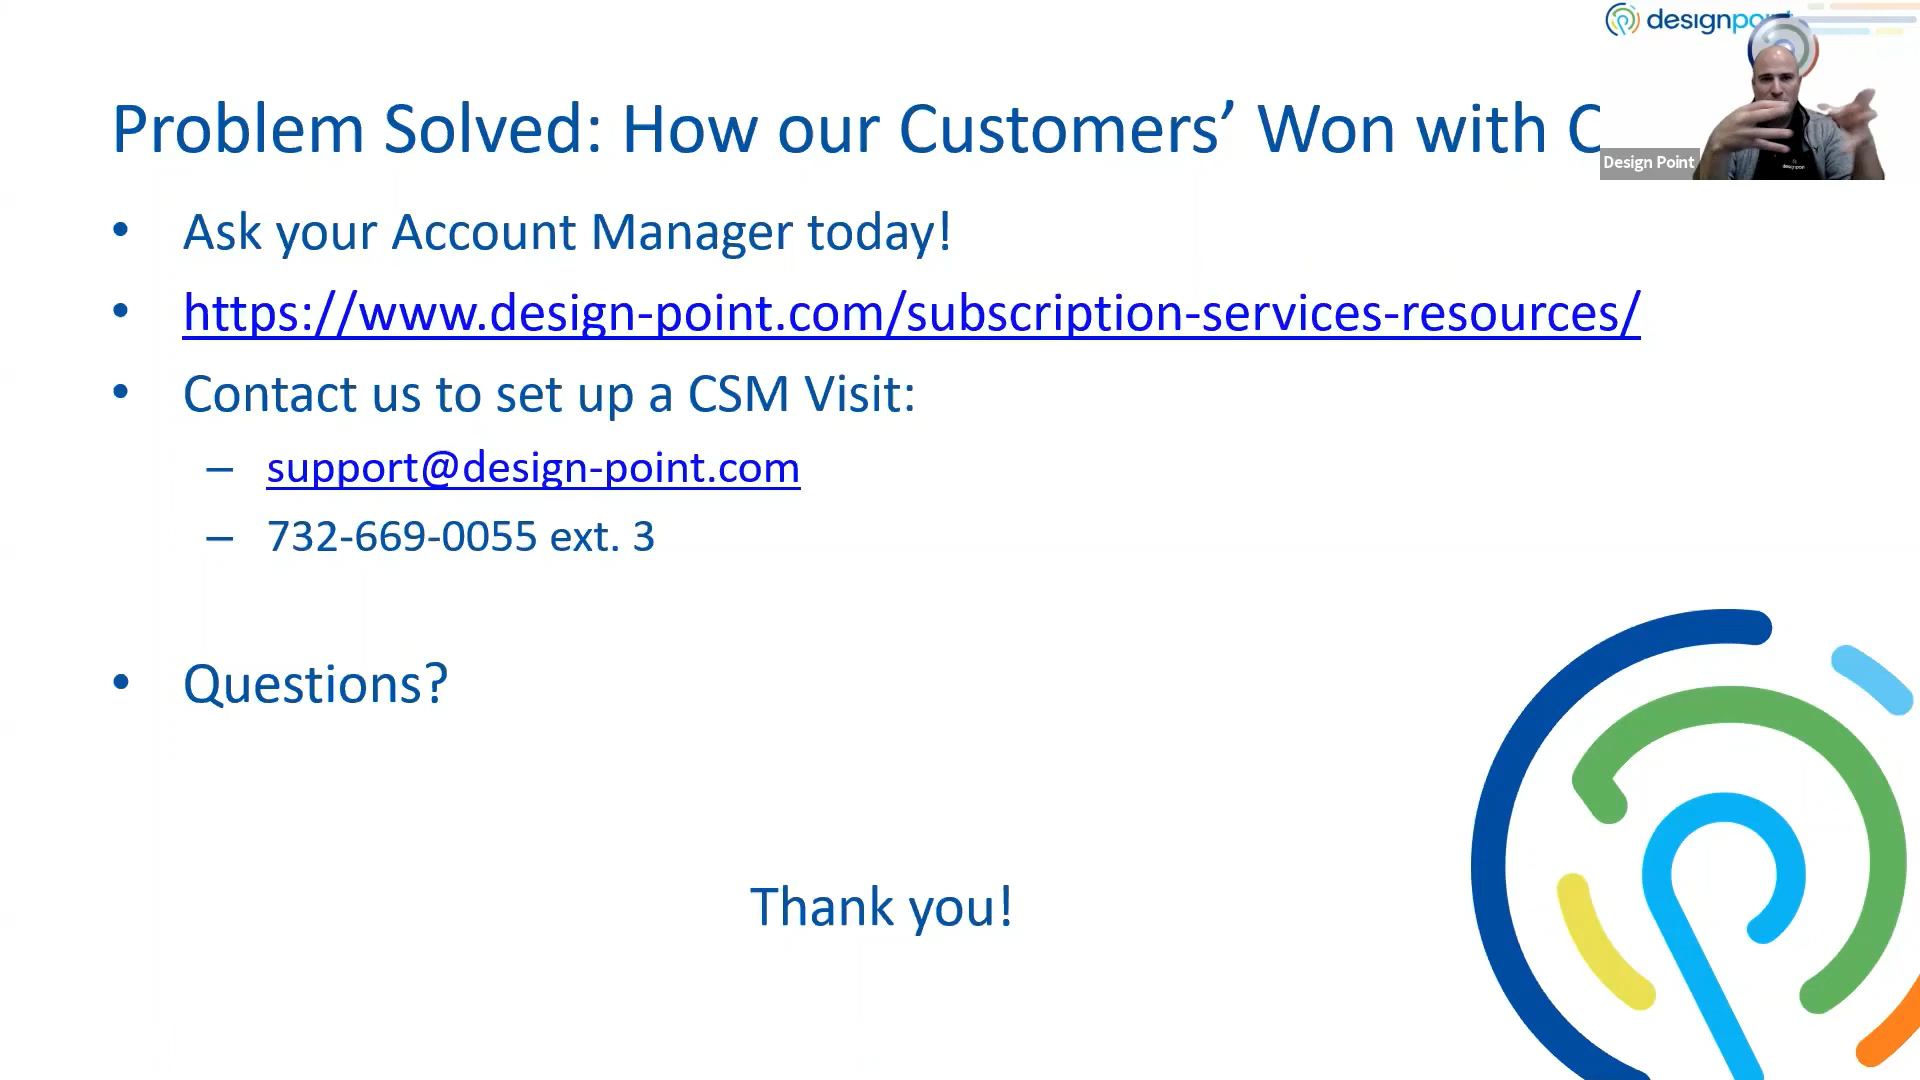 designpoint
Problem Solved: How our Customers’ Won with C
Design Point
• Ask your Account Manager today!
• https://www.design-point.com/subscription-services-resources/
• Contact us to set up a CSM Visit:
– support@design-point.com
– 732-669-0055 ext. 3
• Questions?
Thank you!